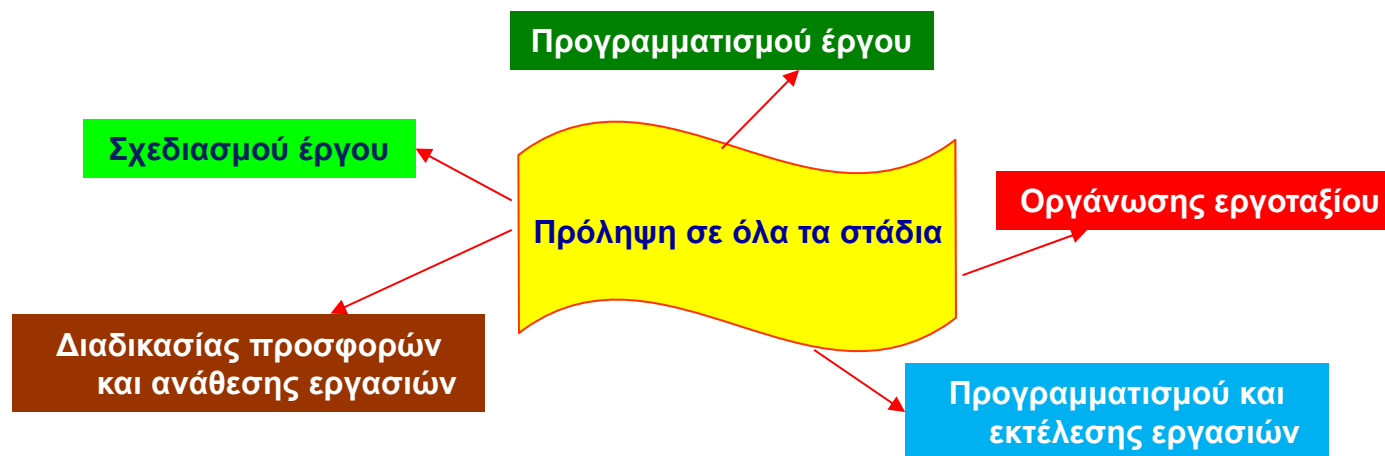 Προγραμματισμού έργου
Σχεδιασμού έργου
Οργάνωσης εργοταξίου
Πρόληψη σε όλα τα στάδια
Διαδικασίας προσφορών
και ανάθεσης εργασιών
Προγραμματισμού και
εκτέλεσης εργασιών